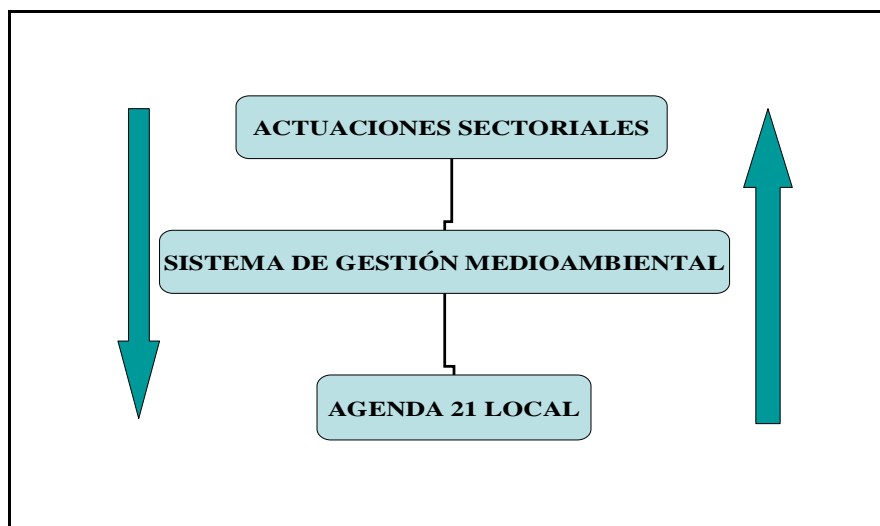 ACTUACIONES SECTORIALES
SISTEMA DE GESTIÓN MEDIOAMBIENTAL
AGENDA 21 LOCAL